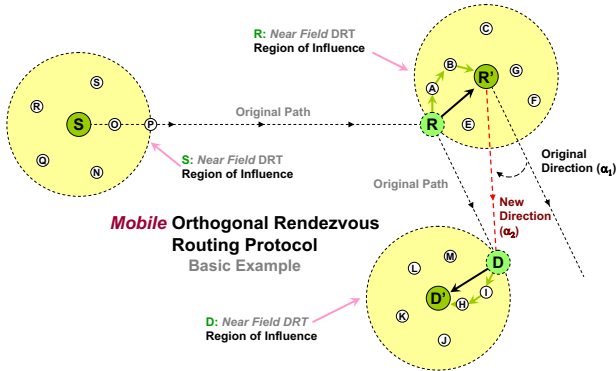 R: Near Field DRT
Region of Influence
C
B
R'
G
A
F
R
E
S
R
S
O
P
Q
N
Original Path
S: Near Field DRT
Region of Influence
Original Path
Original
Direction (α1)
New
Direction
(α2)
Mobile Orthogonal Rendezvous
Routing Protocol
Basic Example
D
M
L
D'
I
H
K
J
D: Near Field DRT
Region of Influence